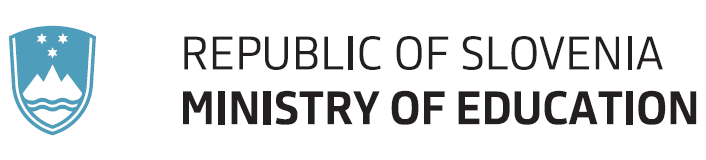 REPUBLIC OF SLOVENIA
MINISTRY OF EDUCATION